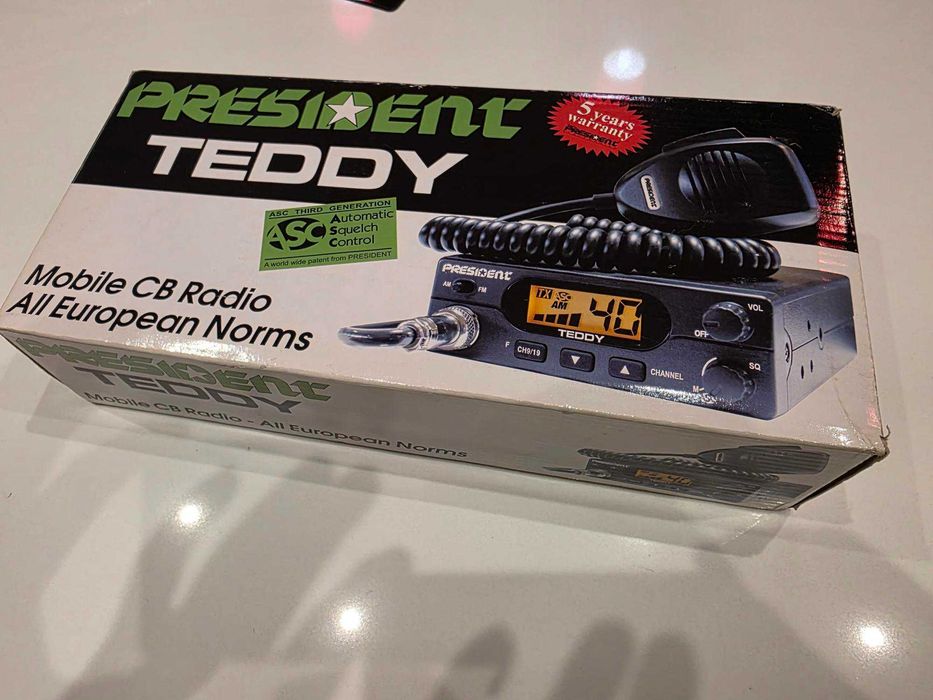 PRESIDENT
TEDDY
5 years
warranty
PRESIDENT
ASC THIRD GENERATION
ASC Automatic
Squelch
Control
A world wide patent from PRESIDENT
Mobile CB Radio
All European Norms
PRESIDENT
PRESIDENT
AM FM
TX ASC
AM
40
TEDDY
VOL
OFF
F CH9/19 ▼ ▲ CHANNEL
SQ
M
PRESIDENT
TEDDY
Mobile CB Radio - All European Norms